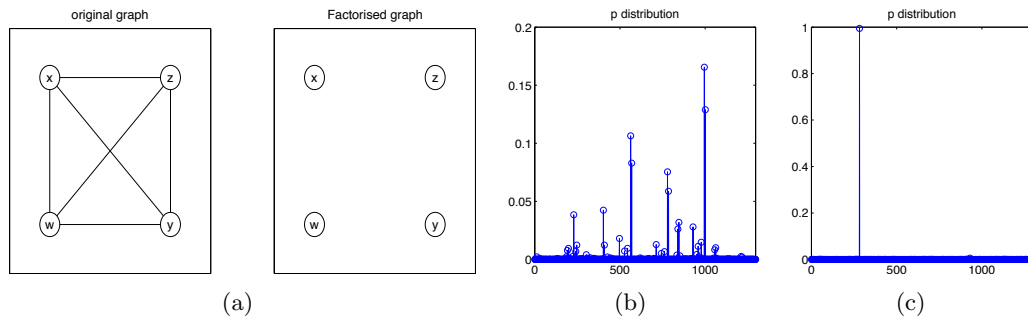 original graph
x
z
w
y
Factorised graph
x
z
w
y
p distribution
0.2
0.15
0.1
0.05
0
0 500 1000
p distribution
1
0.8
0.6
0.4
0.2
0
0 500 1000
(a) (b) (c)